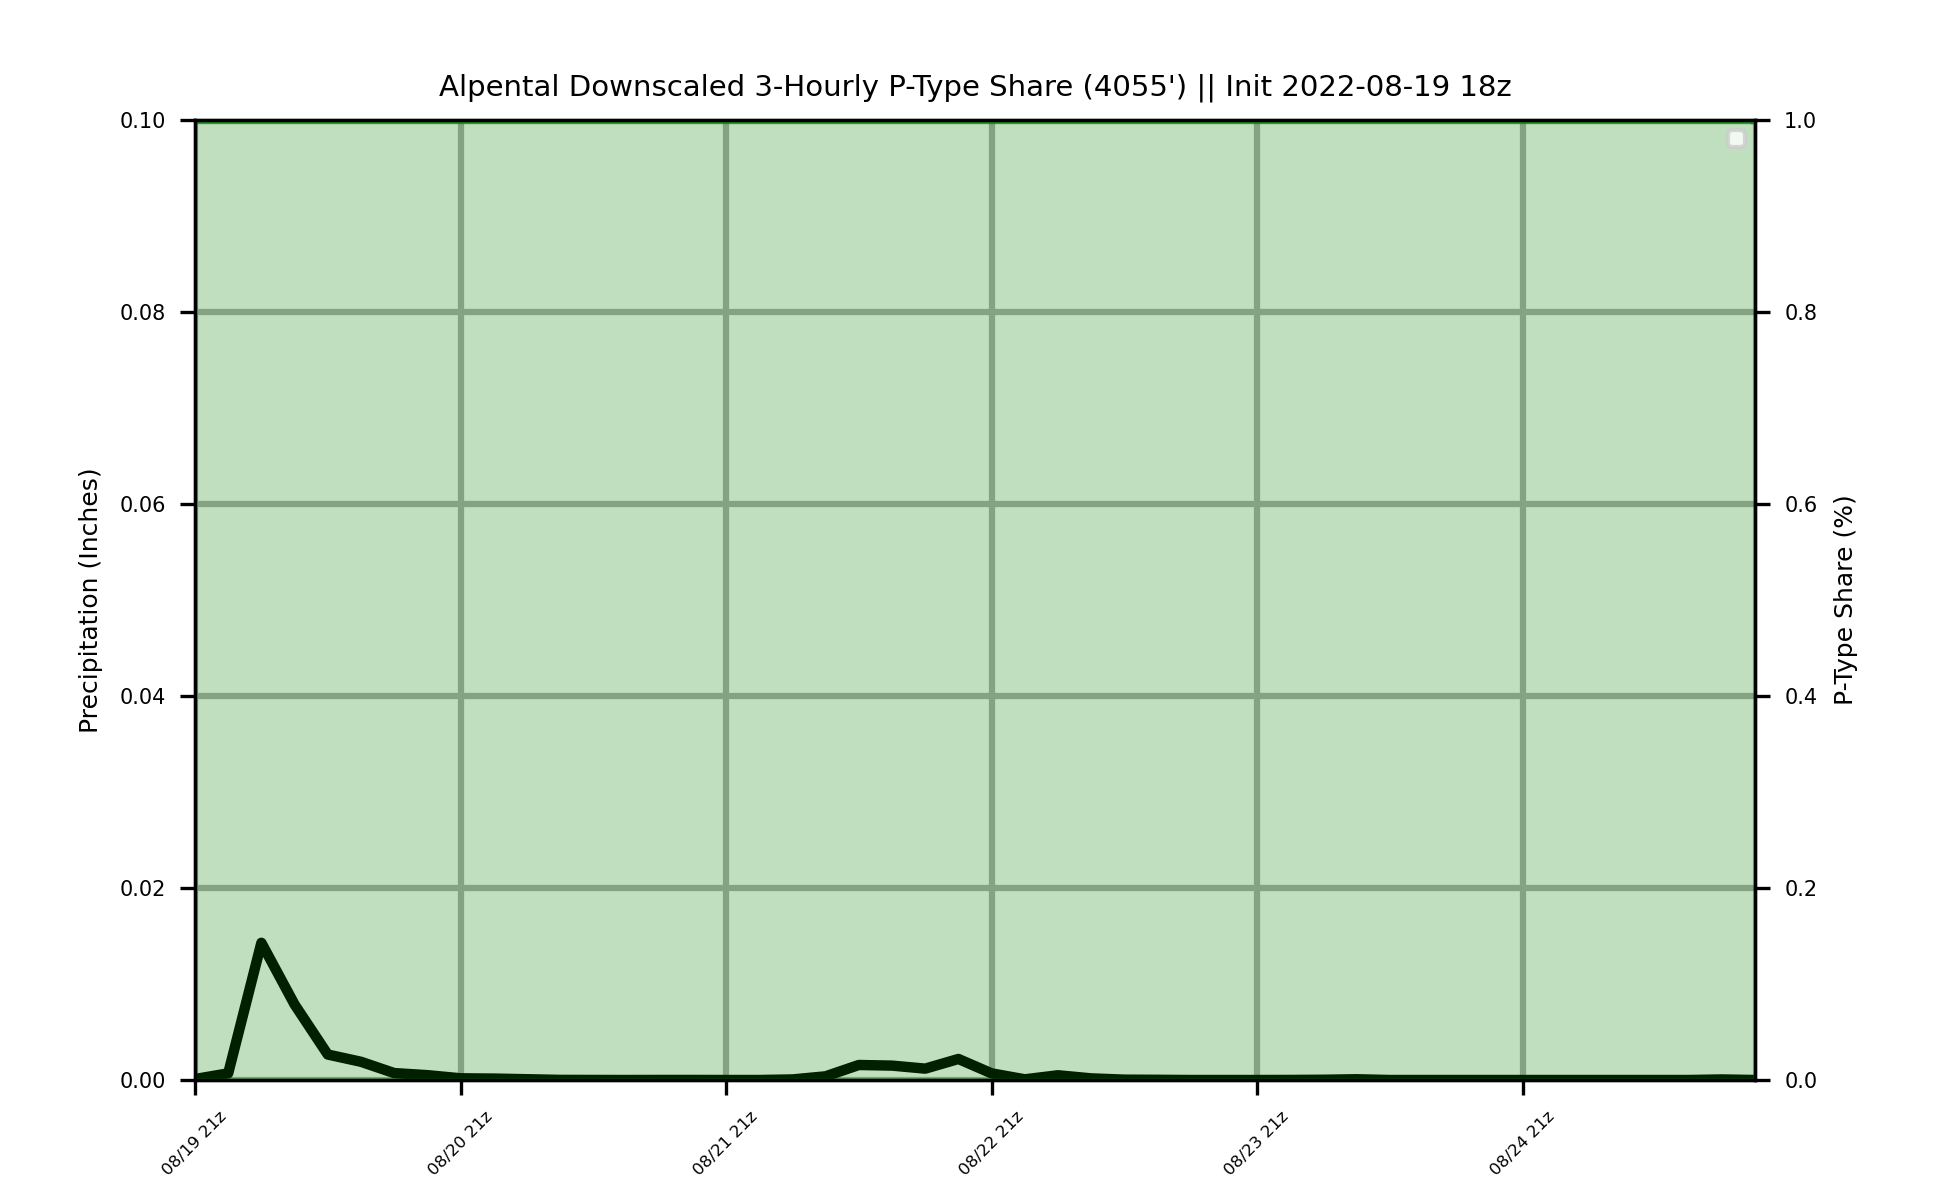 Alpental Downscaled 3-Hourly P-Type Share (4055') || Init 2022-08-19 18z
Precipitation (Inches)
0.10
0.08
0.06
0.04
0.02
0.00
1.0
0.8
0.6
0.4
0.2
0.0
P-Type Share (%)
08/19 21z
08/20 21z
08/21 21z
08/22 21z
08/23 21z
08/24 21z